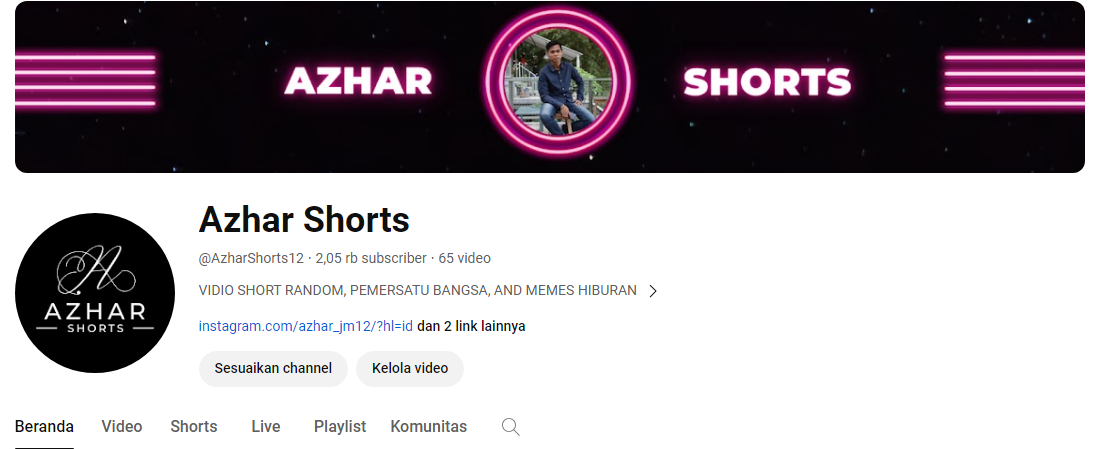 AZHAR SHORTS
Azhar Shorts
@AzharShorts12 · 2,05 rb subscriber · 65 video
VIDIO SHORT RANDOM, PEMERSATU BANGSA, AND MEMES HIBURAN
AZHAR
SHORTS
instagram.com/azhar_jm12/?hl=id dan 2 link lainnya
Sesuaikan channel Kelola video
Beranda Video Shorts Live Playlist Komunitas